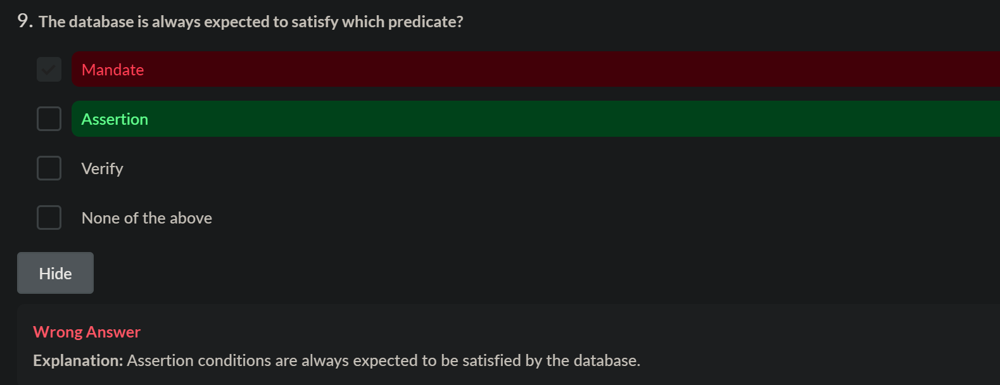 9. The database is always expected to satisfy which predicate?
Mandate
Assertion
Verify
None of the above
Hide
Wrong Answer
Explanation: Assertion conditions are always expected to be satisfied by the database.